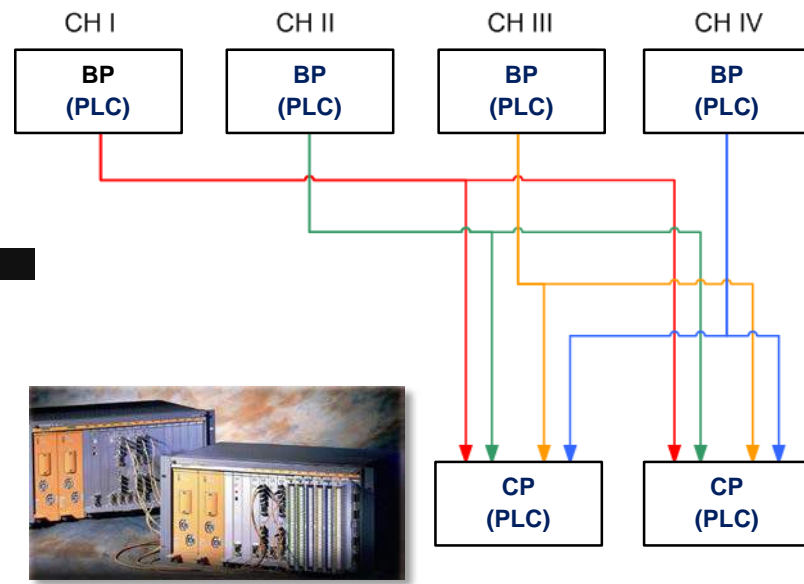 CH I
CH II
CH III
CH IV
BP
(PLC)
BP
(PLC)
BP
(PLC)
BP
(PLC)
CP
(PLC)
CP
(PLC)